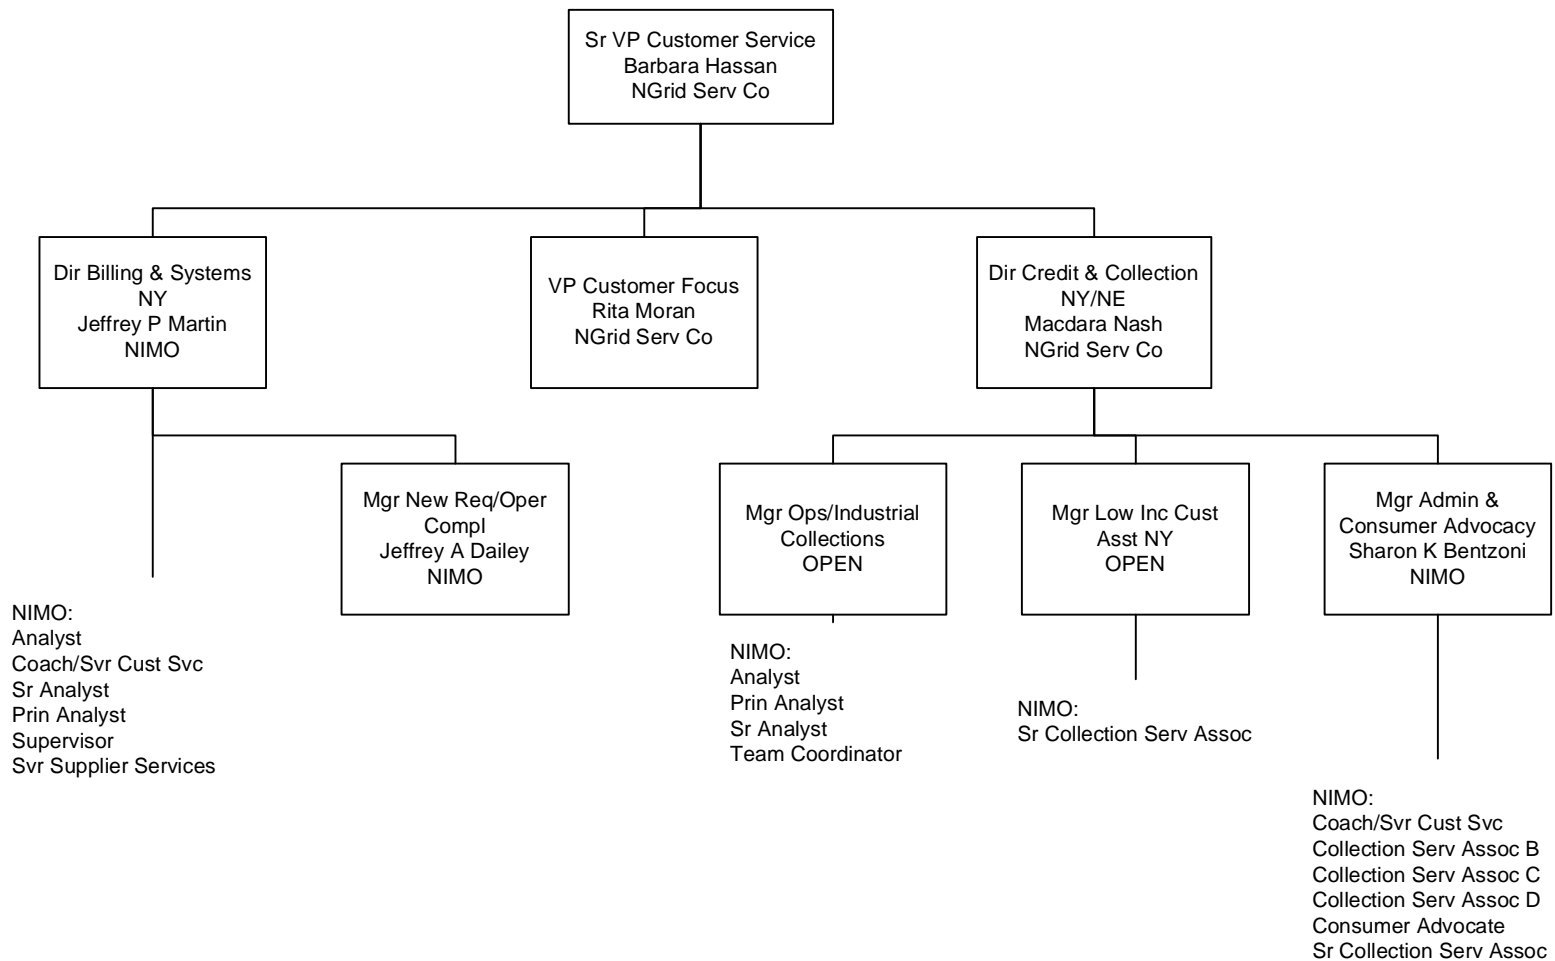 Sr VP Customer Service
Barbara Hassan
NGrid Serv Co
Dir Billing & Systems
NY
Jeffrey P Martin
NIMO
VP Customer Focus
Rita Moran
NGrid Serv Co
Dir Credit & Collection
NY/NE
Macdara Nash
NGrid Serv Co
Mgr New Req/Oper
Compl
Jeffrey A Dailey
NIMO
Mgr Ops/Industrial
Collections
OPEN
Mgr Low Inc Cust
Asst NY
OPEN
Mgr Admin &
Consumer Advocacy
Sharon K Bentzoni
NIMO
NIMO:
Analyst
Coach/Svr Cust Svc
Sr Analyst
Prin Analyst
Supervisor
Svr Supplier Services
NIMO:
Analyst
Prin Analyst
Sr Analyst
Team Coordinator
NIMO:
Sr Collection Serv Assoc
NIMO:
Coach/Svr Cust Svc
Collection Serv Assoc B
Collection Serv Assoc C
Collection Serv Assoc D
Consumer Advocate
Sr Collection Serv Assoc